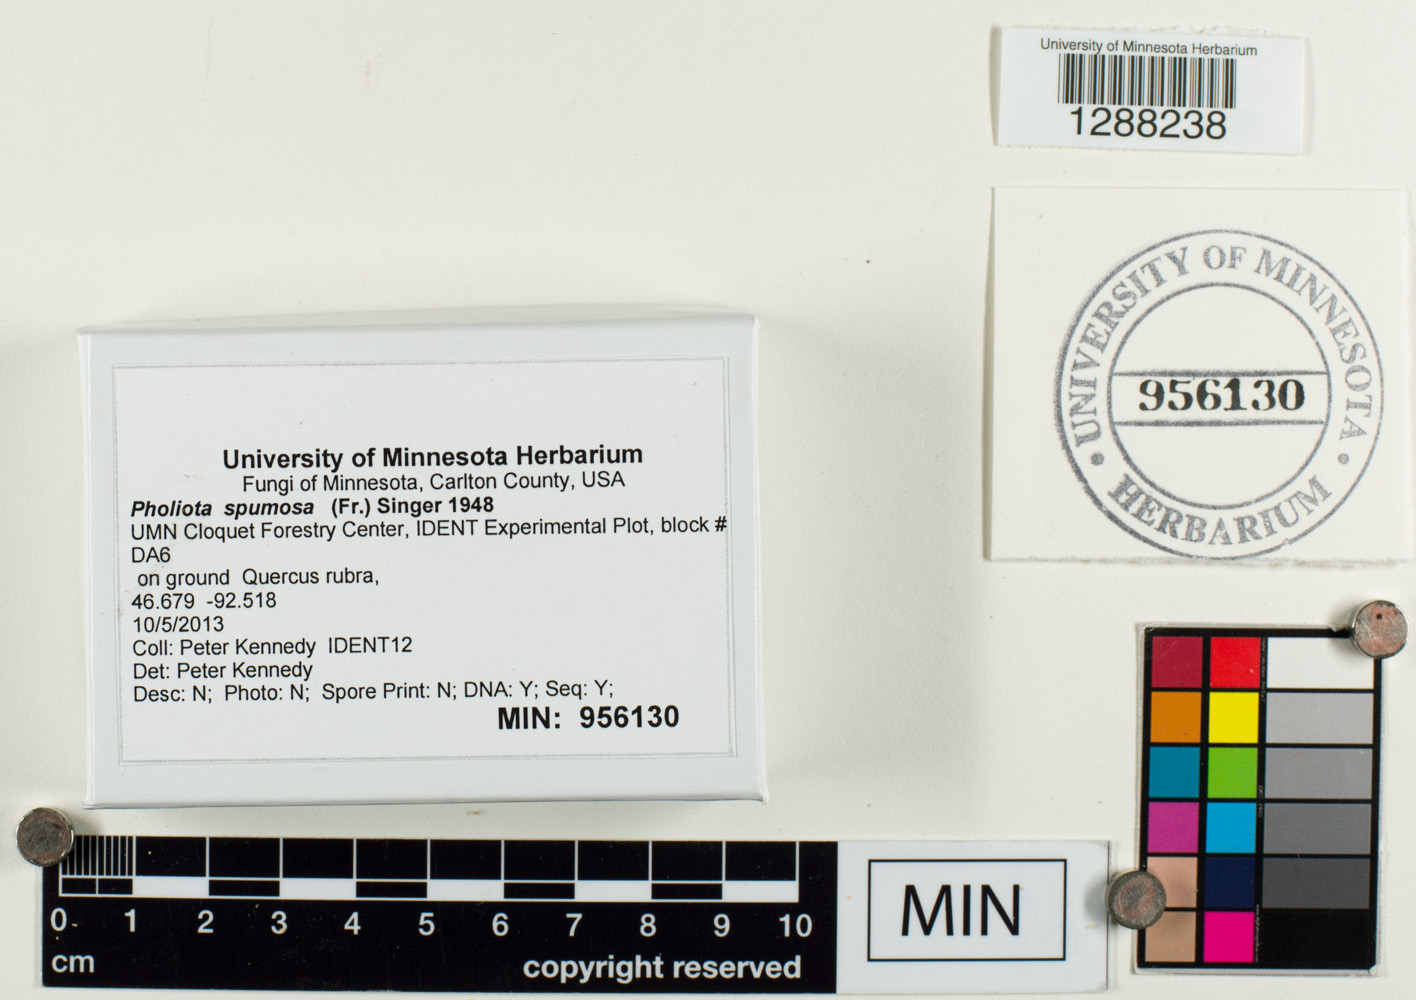 University of Minnesota Herbarium
1288238
UNIVERSITY OF MINNESOTA
956130
HERBARIUM
University of Minnesota Herbarium
Fungi of Minnesota, Carlton County, USA
Pholiota spumosa (Fr.) Singer 1948
UMN Cloquet Forestry Center, IDENT Experimental Plot, block #
DA6
on ground Quercus rubra,
46.679 -92.518
10/5/2013
Coll: Peter Kennedy IDENT12
Det: Peter Kennedy
Desc: N; Photo: N; Spore Print: N; DNA: Y; Seq: Y;
MIN: 956130
0 1 2 3 4 5 6 7 8 9 10
cm
copyright reserved
MIN